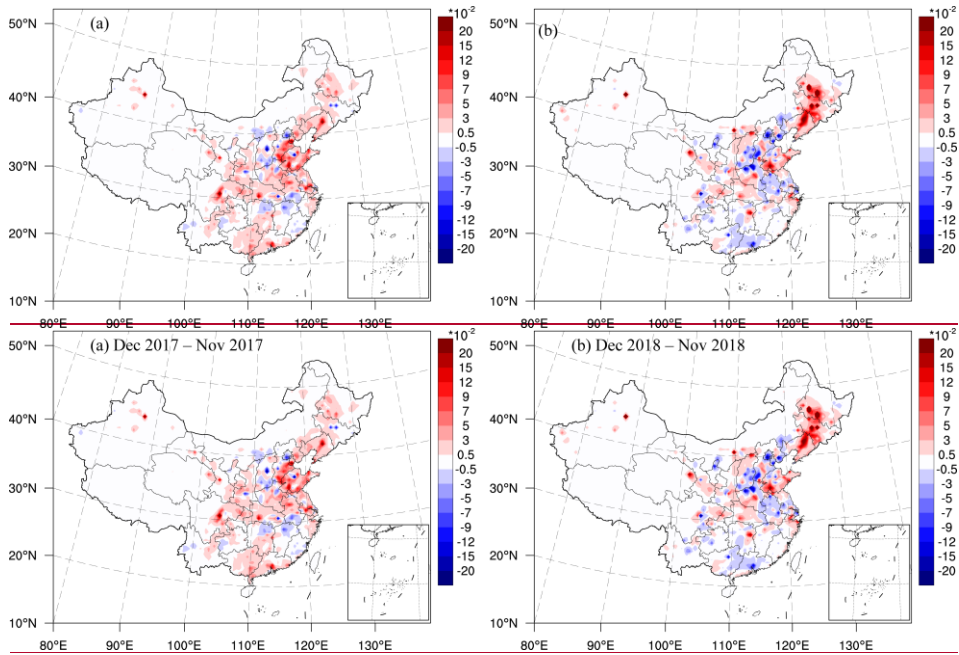 (a)
50°N
40°N
30°N
20°N
10°N
80°E 90°E 100°E 110°E 120°E 130°E
*10⁻²
20
15
12
9
7
5
3
0.5
-0.5
-3
-5
-7
-9
-12
-15
-20
(b)
50°N
40°N
30°N
20°N
10°N
80°E 90°E 100°E 110°E 120°E 130°E
*10⁻²
20
15
12
9
7
5
3
0.5
-0.5
-3
-5
-7
-9
-12
-15
-20
(a) Dec 2017 – Nov 2017
50°N
40°N
30°N
20°N
10°N
80°E 90°E 100°E 110°E 120°E 130°E
*10⁻²
20
15
12
9
7
5
3
0.5
-0.5
-3
-5
-7
-9
-12
-15
-20
(b) Dec 2018 – Nov 2018
50°N
40°N
30°N
20°N
10°N
80°E 90°E 100°E 110°E 120°E 130°E
*10⁻²
20
15
12
9
7
5
3
0.5
-0.5
-3
-5
-7
-9
-12
-15
-20